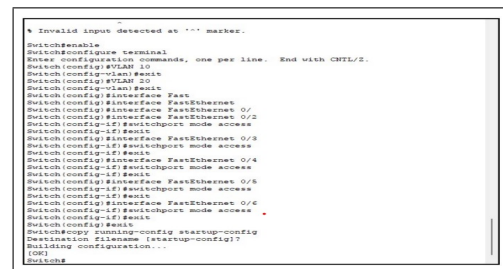 ^
% Invalid input detected at '^' marker.
Switch#enable
Switch#configure terminal
Enter configuration commands, one per line.  End with CNTL/Z.
Switch(config)#VLAN 10
Switch(config-vlan)#exit
Switch(config)#VLAN 20
Switch(config-vlan)#exit
Switch(config)#interface Fast
Switch(config)#interface FastEthernet
Switch(config)#interface FastEthernet 0/
Switch(config)#interface FastEthernet 0/2
Switch(config-if)#switchport mode access
Switch(config-if)#exit
Switch(config)#interface FastEthernet 0/3
Switch(config-if)#switchport mode access
Switch(config-if)#exit
Switch(config)#interface FastEthernet 0/4
Switch(config-if)#switchport mode access
Switch(config-if)#exit
Switch(config)#interface FastEthernet 0/5
Switch(config-if)#switchport mode access
Switch(config-if)#exit
Switch(config)#interface FastEthernet 0/6
Switch(config-if)#switchport mode access
Switch(config-if)#exit
Switch(config)#exit
Switch#copy running-config startup-config
Destination filename [startup-config]?
Building configuration...
[OK]
Switch#